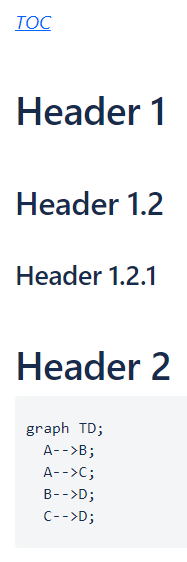 TOC
Header 1
Header 1.2
Header 1.2.1
Header 2
graph TD;
  A-->B;
  A-->C;
  B-->D;
  C-->D;